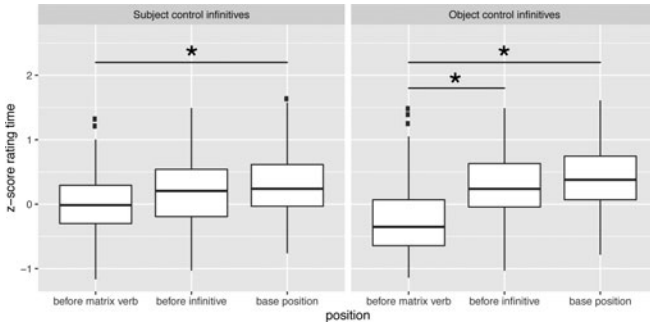 Subject control infinitives
Object control infinitives
* * *
z-score rating time
2
1
0
−1
before matrix verb before infinitive base position
before matrix verb before infinitive base position
position